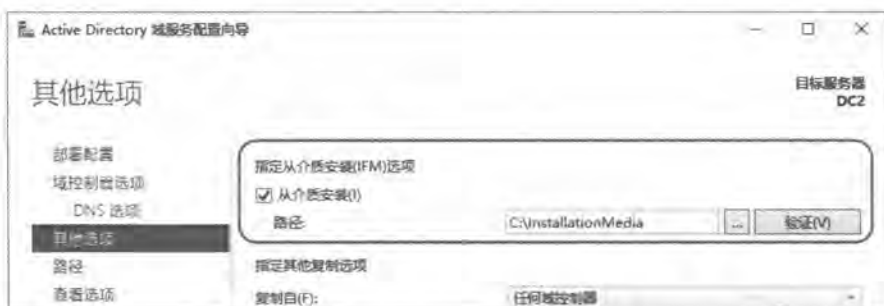 Active Directory 域服务配置向导
其他选项
目标服务器
DC2
部署配置
域控制器选项
DNS 选项
其他选项
路径
查看选项
指定从介质安装(IFM)选项
从介质安装(I)
路径:
C:\InstallationMedia
...
验证(V)
指定其他复制选项
复制自(F):
任何域控制器